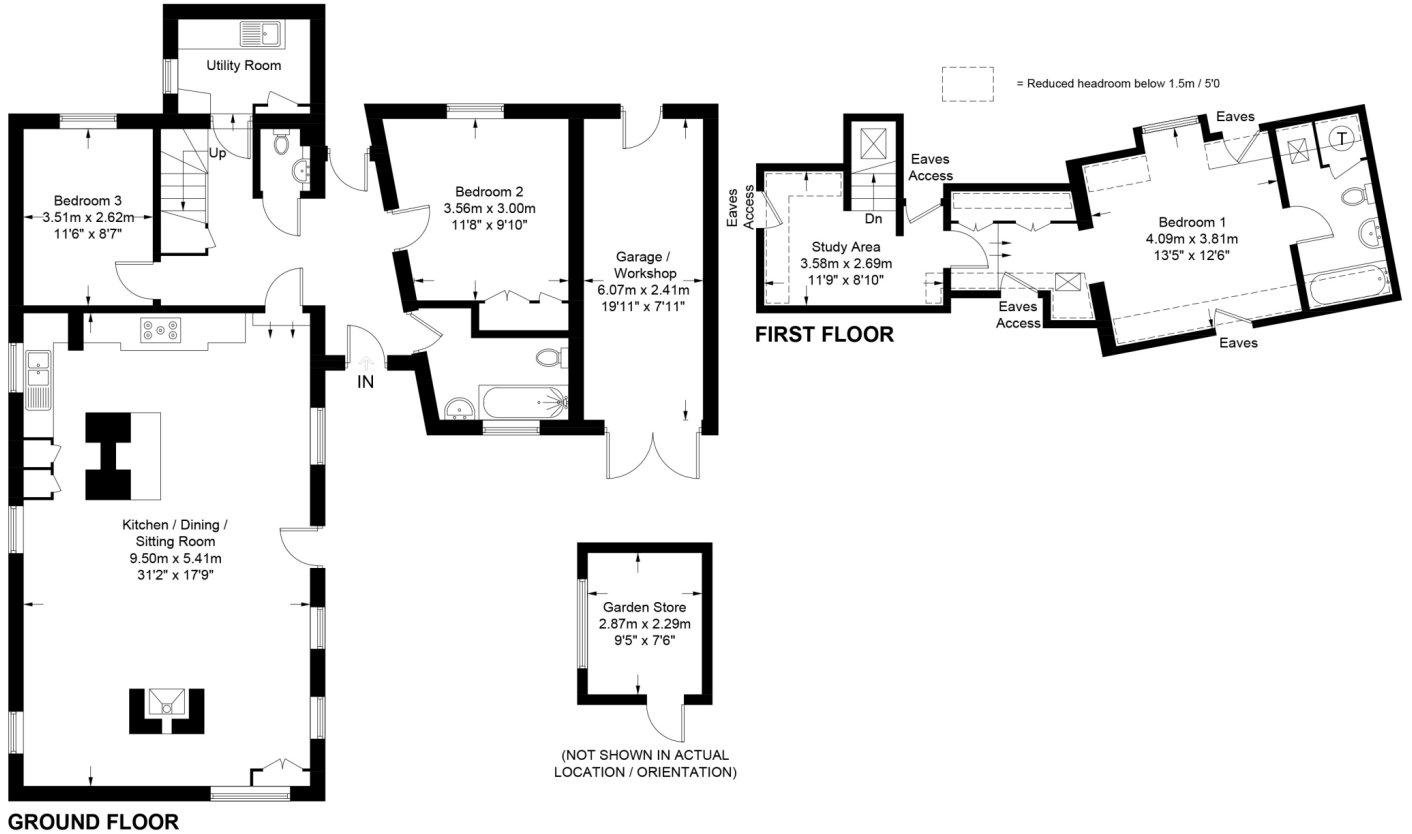 Utility Room
Up
Bedroom 3
3.51m x 2.62m
11'6" x 8'7"
Bedroom 2
3.56m x 3.00m
11'8" x 9'10"
Garage /
Workshop
6.07m x 2.41m
19'11" x 7'11"
IN
Kitchen / Dining /
Sitting Room
9.50m x 5.41m
31'2" x 17'9"
Garden Store
2.87m x 2.29m
9'5" x 7'6"
(NOT SHOWN IN ACTUAL
LOCATION / ORIENTATION)
GROUND FLOOR
= Reduced headroom below 1.5m / 5'0
Eaves
T
Eaves
Access
Eaves
Access
Dn
Study Area
3.58m x 2.69m
11'9" x 8'10"
Bedroom 1
4.09m x 3.81m
13'5" x 12'6"
Eaves
Access
Eaves
FIRST FLOOR